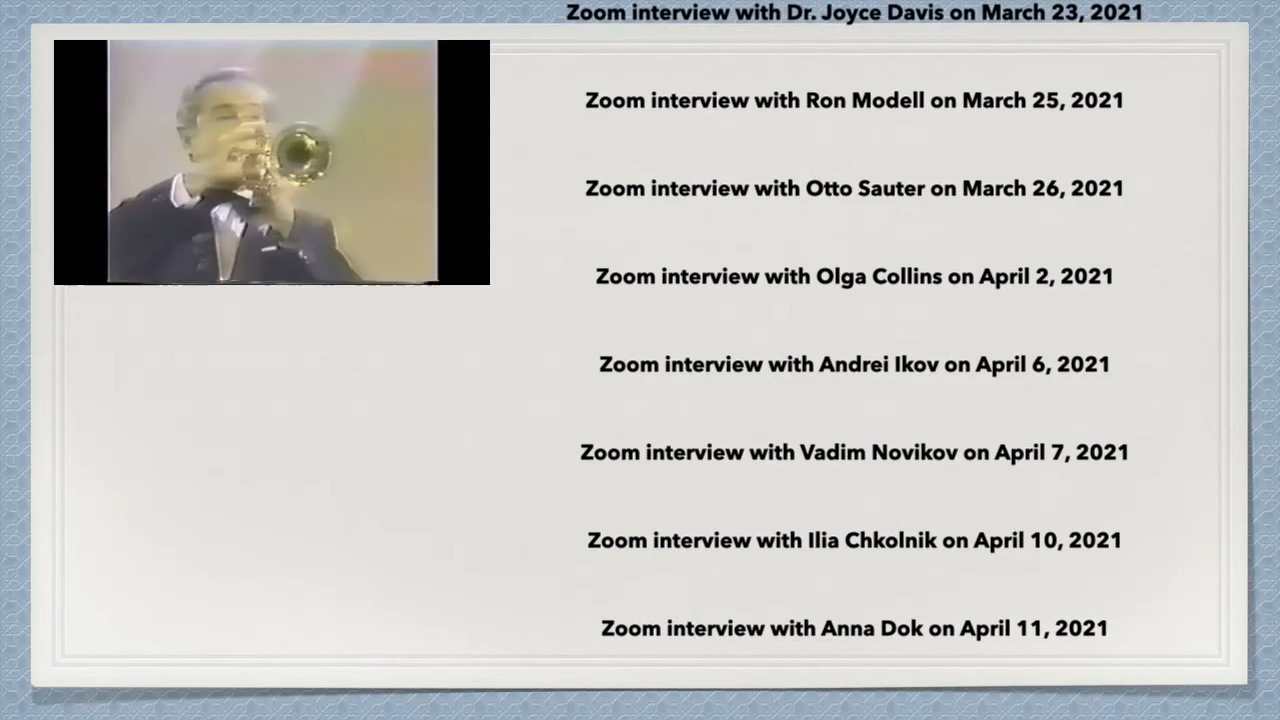 Zoom interview with Dr. Joyce Davis on March 23, 2021
Zoom interview with Ron Modell on March 25, 2021
Zoom interview with Otto Sauter on March 26, 2021
Zoom interview with Olga Collins on April 2, 2021
Zoom interview with Andrei Ikov on April 6, 2021
Zoom interview with Vadim Novikov on April 7, 2021
Zoom interview with Ilia Chkolnik on April 10, 2021
Zoom interview with Anna Dok on April 11, 2021